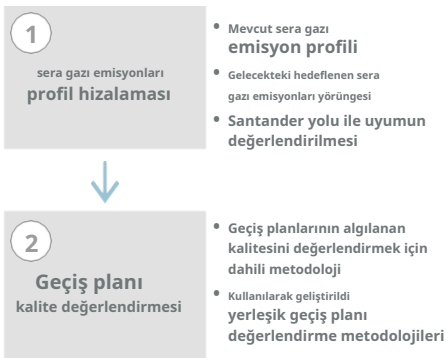 1
sera gazı emisyonları
profil hizalaması
• Mevcut sera gazı
emisyon profili
• Gelecekteki hedeflenen sera
gazı emisyonları yörüngesi
• Santander yolu ile uyumun
değerlendirilmesi
2
Geçiş planı
kalite değerlendirmesi
• Geçiş planlarının algılanan
kalitesini değerlendirmek için
dahili metodoloji
• Kullanılarak geliştirildi
yerleşik geçiş planı
değerlendirme metodolojileri